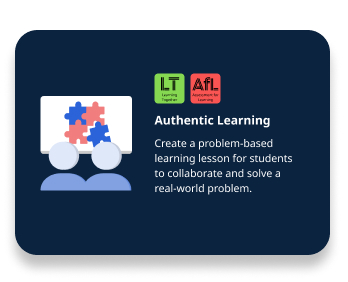 LT AfL
Learning Together Assessment for Learning
Authentic Learning
Create a problem-based
learning lesson for students
to collaborate and solve a
real-world problem.